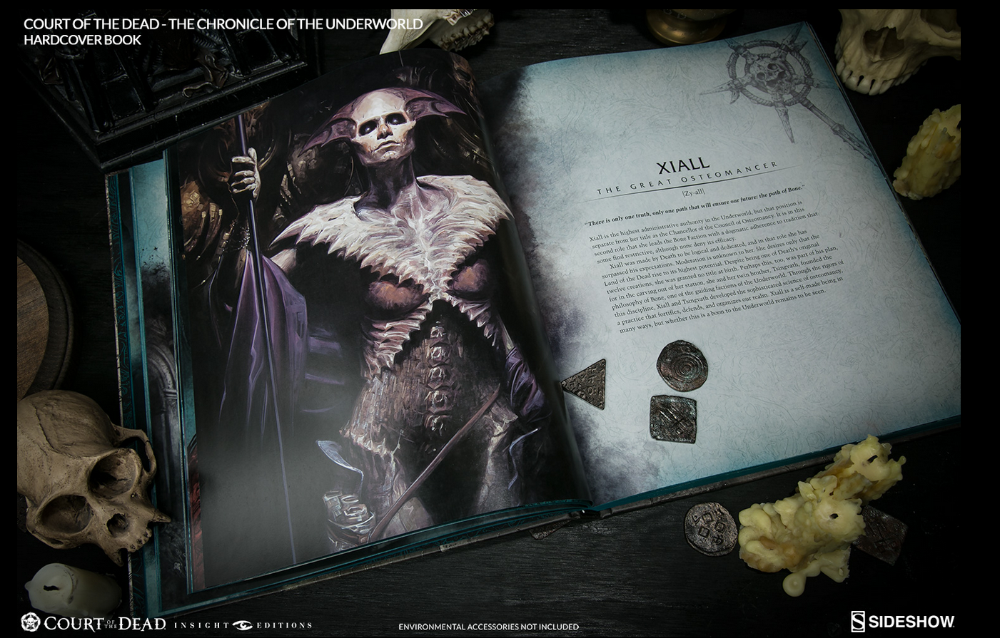 COURT OF THE DEAD - THE CHRONICLE OF THE UNDERWORLD
HARDCOVER BOOK
XIALL
THE GREAT OSTEOMANCER
[Zy-all]
"There is only one truth, only one path that will ensure our future: the path of Bone."
Xiall is the highest administrative authority in the Underworld, but that position is
separate from her title as the Chancellor of the Council of Osteomancy. It is in this
second role that she leads the Bone Faction with a dogmatic adherence to tradition that
some find restrictive, although none deny its efficacy.
Xiall was made by Death to be logical and dedicated, and in that role she has
surpassed his expectations. Moderation is unknown to her. She desires only that the
Land of the Dead rise to its highest potential. Despite being one of Death's original
twelve creations, she was granted no title at birth. Perhaps this, too, was part of his plan,
for in the carving out of her station, she and her twin brother, Tsingvath, founded the
philosophy of Bone, one of the guiding factions of the Underworld. Through the rigors of
this discipline, Xiall and Tsingvath developed the sophisticated science of osteomancy,
a practice that fortifies, defends, and organizes our realm. Xiall is a self-made being in
many ways, but whether this is a boon to the Underworld remains to be seen.
COURT OF THE DEAD
INSIGHT EDITIONS
ENVIRONMENTAL ACCESSORIES NOT INCLUDED
SIDESHOW